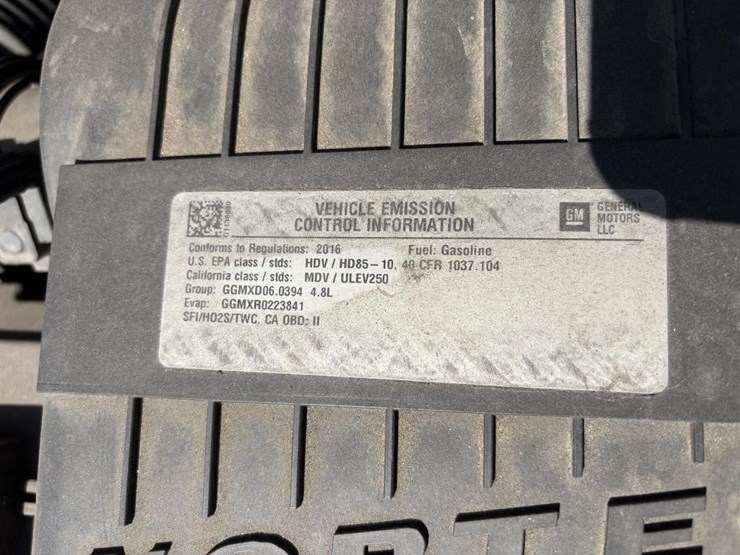 VEHICLE EMISSION
CONTROL INFORMATION
GM GENERAL
MOTORS
LLC
Conforms to Regulations: 2016 Fuel: Gasoline
U.S. EPA class / stds: HDV / HD85-10, 40 CFR 1037.104
California class / stds: MDV / ULEV250
Group: GGMXD06.0394 4.8L
Evap: GGMXR0223841
SFI/HO2S/TWC, CA OBD: II